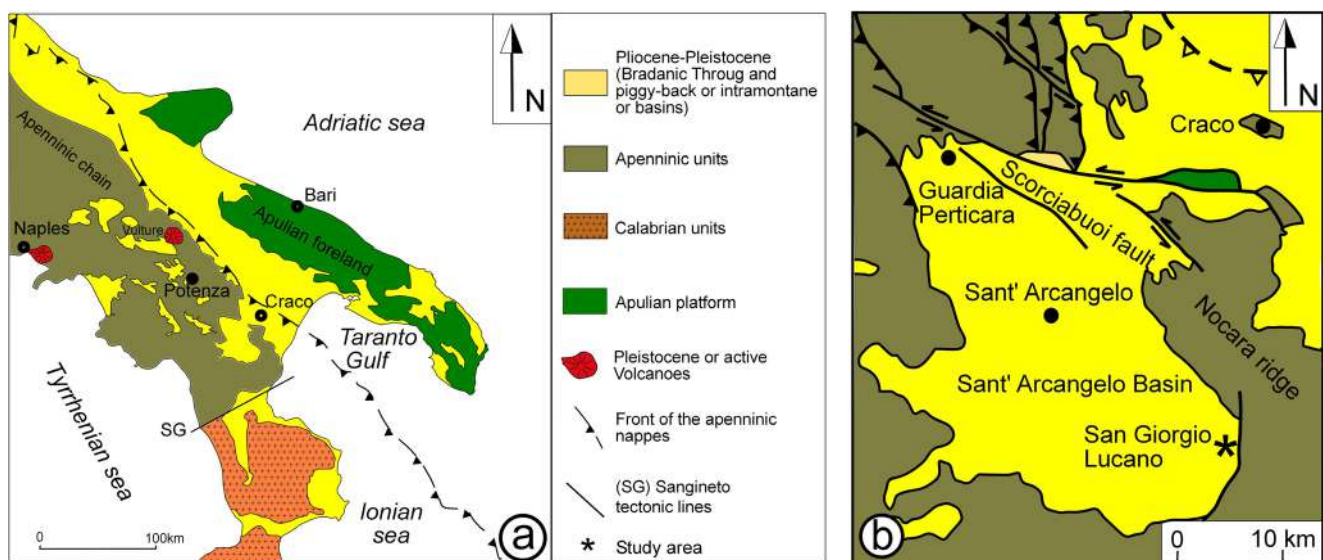 N
Adriatic sea
Apenninic chain
Bari
Apulian foreland
Naples
Vulture
Potenza
Craco
Taranto
Gulf
Tyrrhenian sea
SG
Ionian
sea
0
100km
a
Pliocene-Pleistocene
(Bradanic Throug and
piggy-back or intramontane
or basins)
Apenninic units
Calabrian units
Apulian platform
Pleistocene or active
Volcanoes
Front of the apenninic
nappes
(SG) Sangineto
tectonic lines
Study area
N
Craco
Guardia
Perticara
Scorciabuoi fault
Sant' Arcangelo
Nocara ridge
Sant' Arcangelo Basin
San Giorgio
Lucano
b
0
10 km